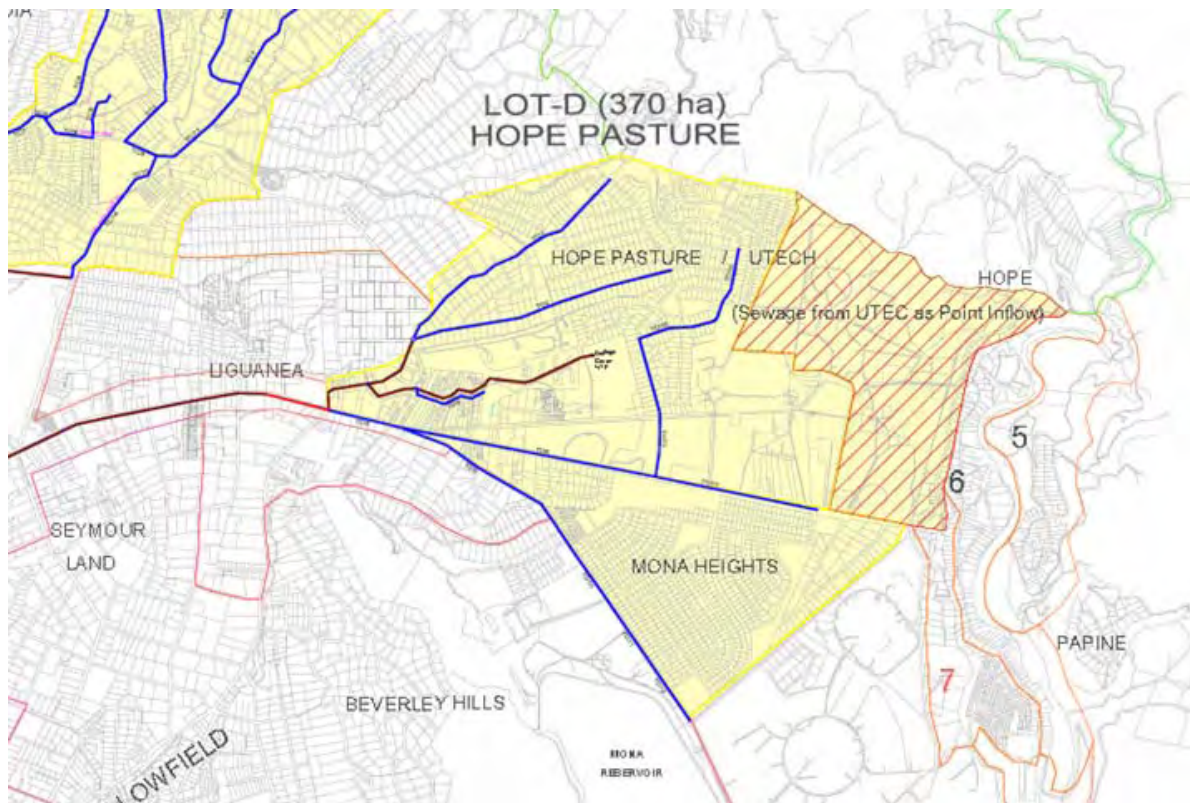 LOT-D (370 ha)
HOPE PASTURE
HOPE PASTURE / UTECH
HOPE
(Sewage from UTEC as Point Inflow)
LIGUANEA
5
6
SEYMOUR
LAND
MONA HEIGHTS
PAPINE
7
BEVERLEY HILLS
LOWFIELD
MONA
RESERVOIR